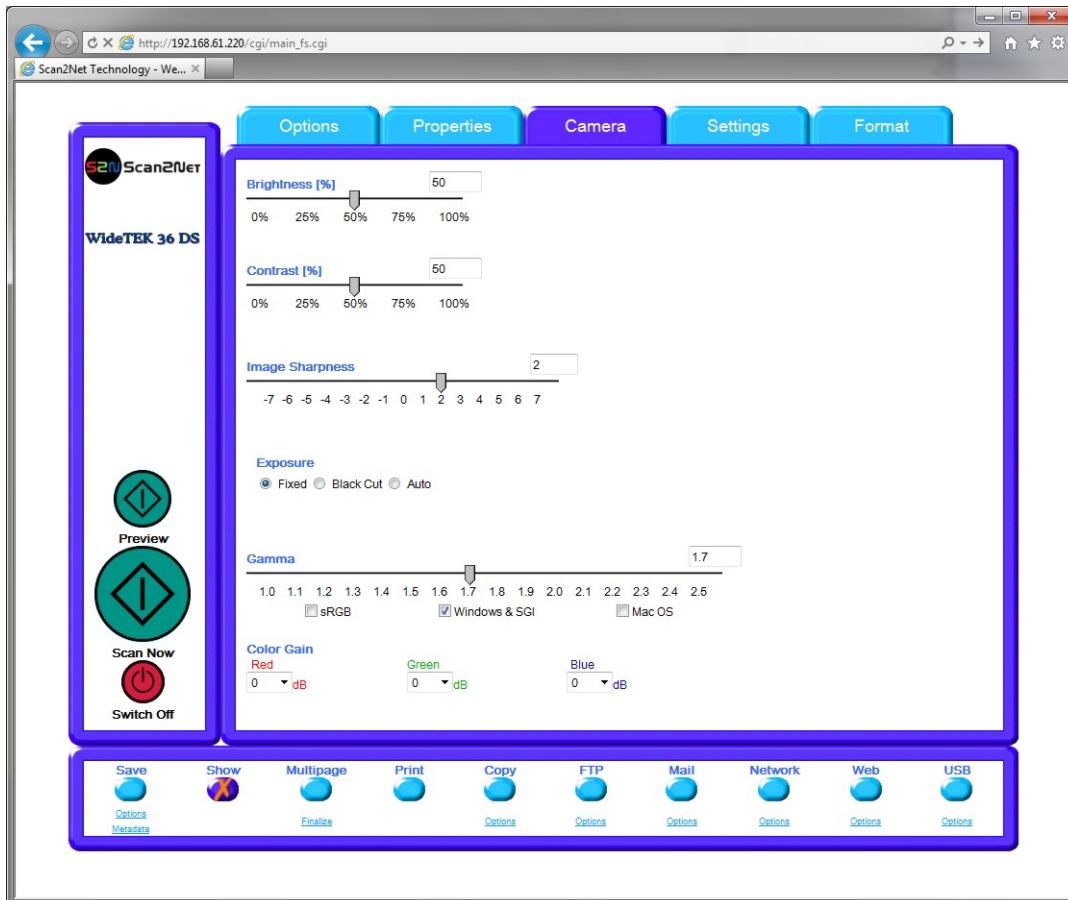 http://192.168.61.220/cgi/main_fs.cgi
Scan2Net Technology - We...
Options Properties Camera Settings Format
S2N Scan2Net
WideTEK 36 DS
Brightness [%] 50
0% 25% 50% 75% 100%
Contrast [%] 50
0% 25% 50% 75% 100%
Image Sharpness 2
-7 -6 -5 -4 -3 -2 -1 0 1 2 3 4 5 6 7
Exposure
Fixed Black Cut Auto
Gamma 1.7
1.0 1.1 1.2 1.3 1.4 1.5 1.6 1.7 1.8 1.9 2.0 2.1 2.2 2.3 2.4 2.5
sRGB Windows & SGI Mac OS
Color Gain
Red Green Blue
0 dB 0 dB 0 dB
Preview
Scan Now
Switch Off
Save Show Multipage Print Copy FTP Mail Network Web USB
X
Options Finalize Options Options Options Options Options Options
Metadata